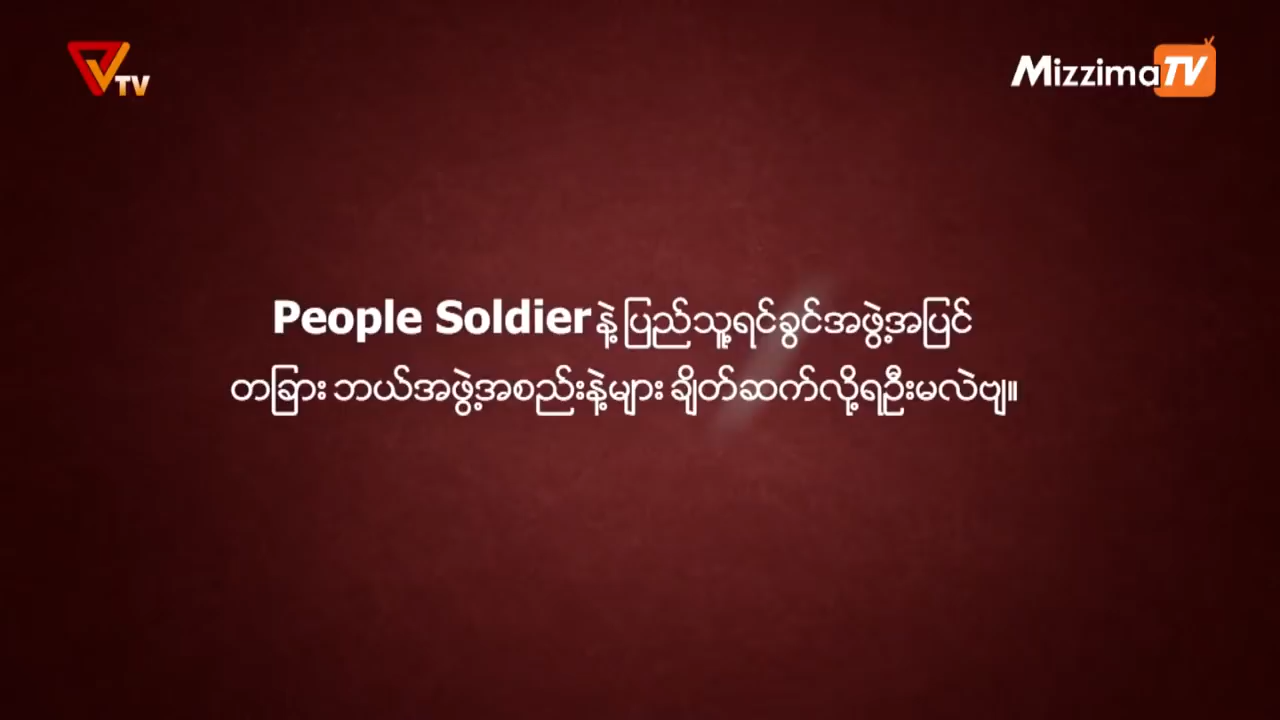 TV
MizzimaTV
People Soldier နဲ့ ပြည်သူ့ရင်ခွင်အဖွဲ့အပြင်
တခြား ဘယ်အဖွဲ့အစည်းနဲ့များ ချိတ်ဆက်လို့ရဦးမလဲဗျ။